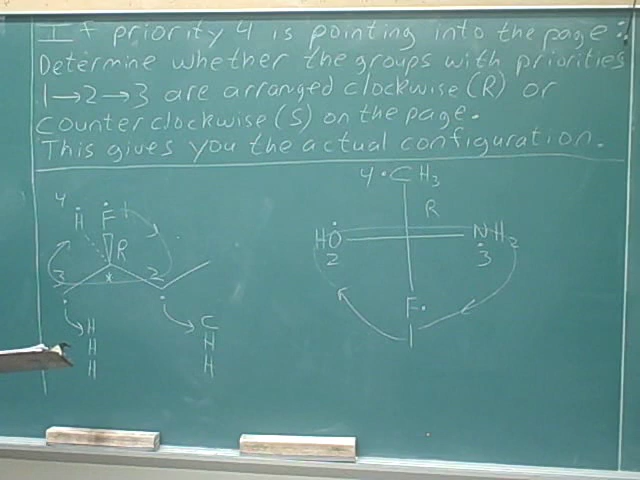 If priority 4 is pointing into the page:
Determine whether the groups with priorities
1→2→3 are arranged clockwise (R) or
counterclockwise (S) on the page.
This gives you the actual configuration.
4 H F 1
R
3 * 2
H C
H H
H H
4 CH3
R
HO NH2
2 3
F
1